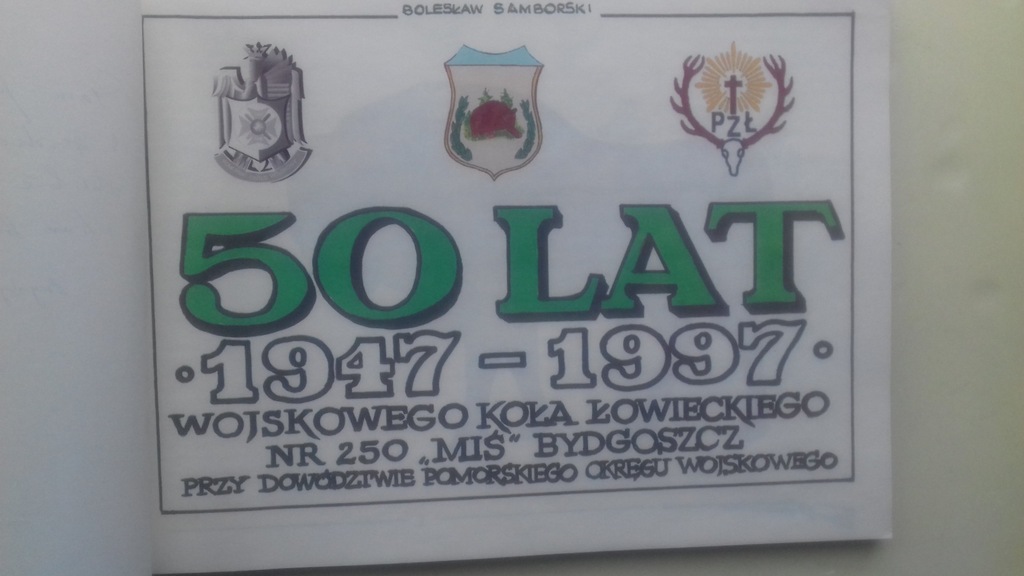 BOLESŁAW SAMBORSKI
PZŁ
50 LAT
· 1947 - 1997 ·
WOJSKOWEGO KOŁA ŁOWIECKIEGO
NR 250 „MIŚ" BYDGOSZCZ
PRZY DOWÓDZTWIE POMORSKIEGO OKRĘGU WOJSKOWEGO